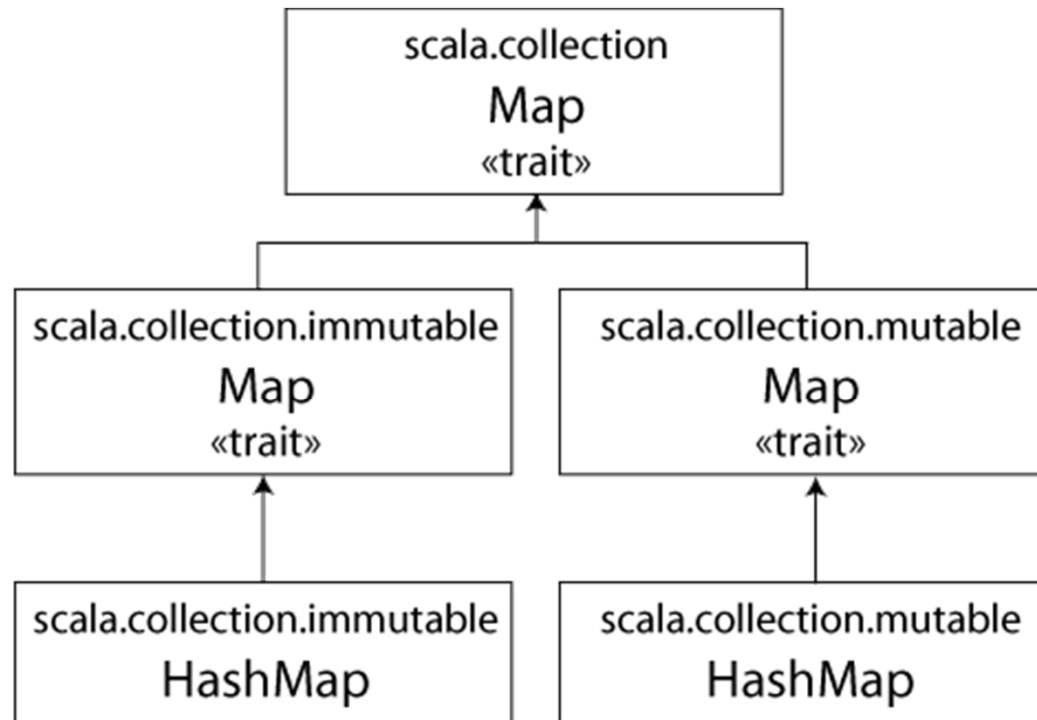 scala.collection
Map
«trait»
scala.collection.immutable
Map
«trait»
scala.collection.mutable
Map
«trait»
scala.collection.immutable
HashMap
scala.collection.mutable
HashMap